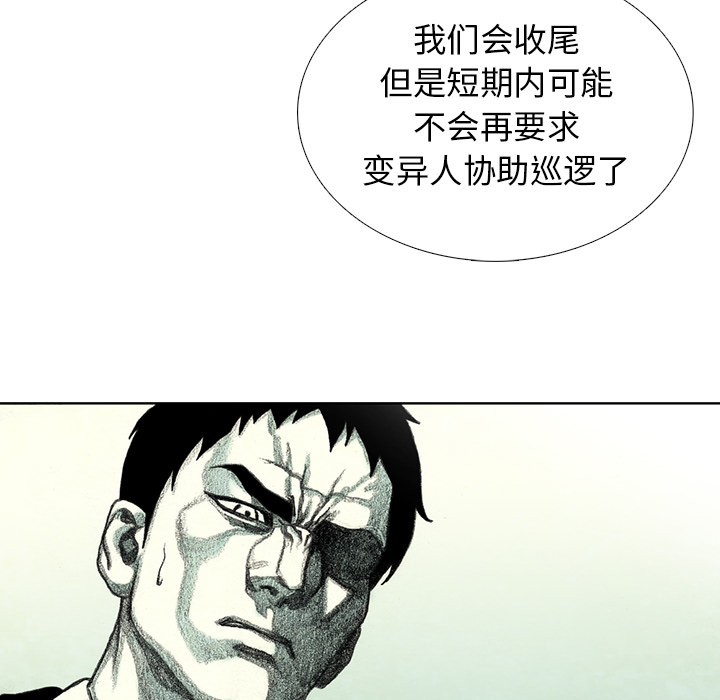 我们会收尾
但是短期内可能
不会再要求
变异人协助巡逻了